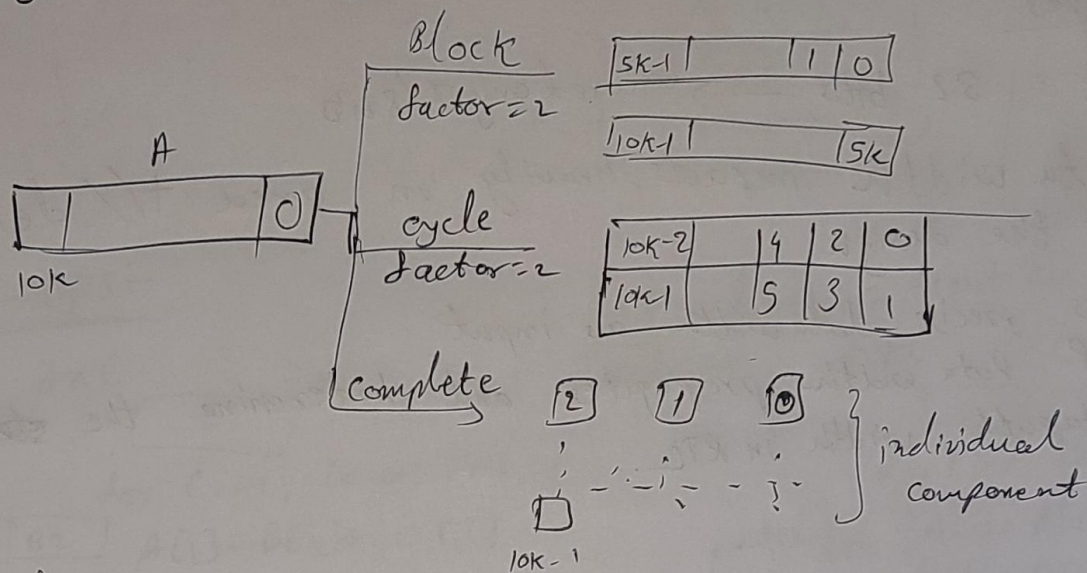 Block
factor=2
5K-1 1 0
10K-1 5K
A
0
10K
cycle
factor=2
10K-2 4 2 0
10K-1 5 3 1
Complete
2 1 0
individual
component
10K-1